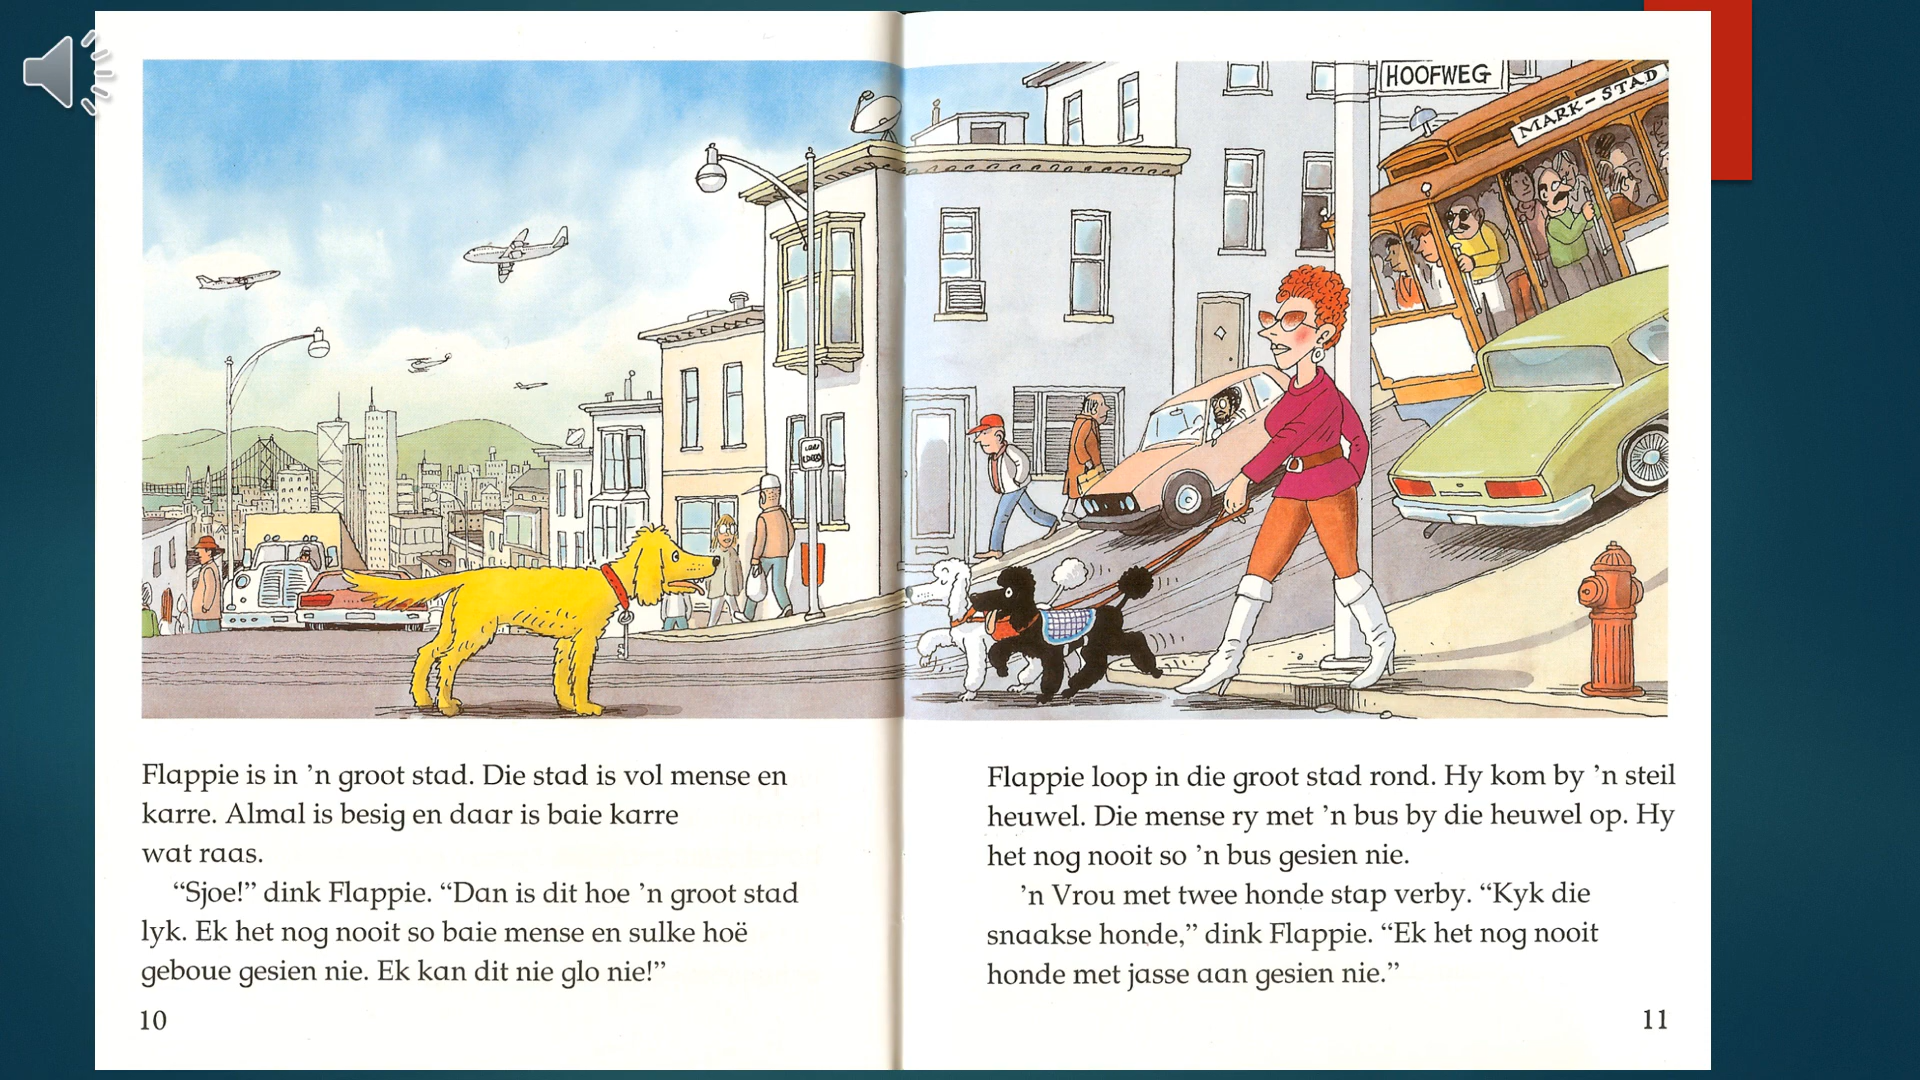 HOOFWEG
MARK-STAD
Flappie is in ’n groot stad. Die stad is vol mense en
karre. Almal is besig en daar is baie karre
wat raas.
“Sjoe!” dink Flappie. “Dan is dit hoe ’n groot stad
lyk. Ek het nog nooit so baie mense en sulke hoë
geboue gesien nie. Ek kan dit nie glo nie!”
10
Flappie loop in die groot stad rond. Hy kom by ’n steil
heuwel. Die mense ry met ’n bus by die heuwel op. Hy
het nog nooit so ’n bus gesien nie.
’n Vrou met twee honde stap verby. “Kyk die
snaakse honde,” dink Flappie. “Ek het nog nooit
honde met jasse aan gesien nie.”
11